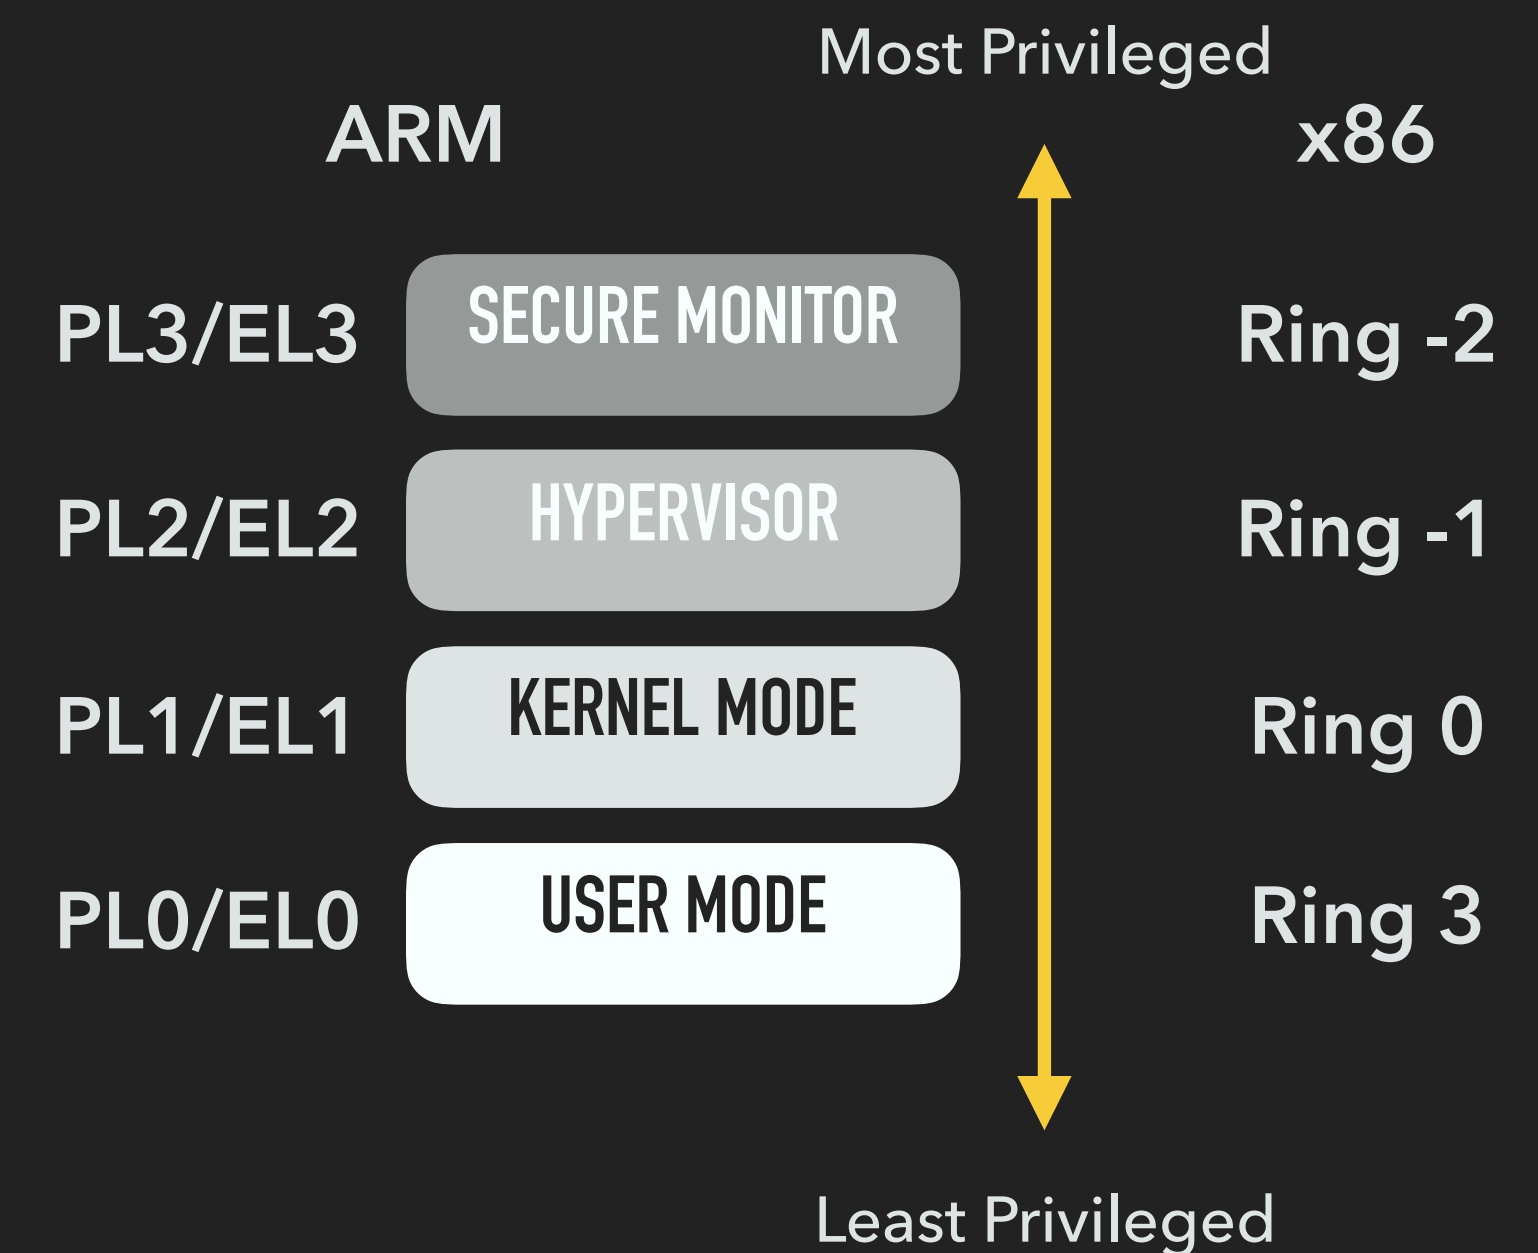 Most Privileged
ARM
x86
PL3/EL3 SECURE MONITOR Ring -2
PL2/EL2 HYPERVISOR Ring -1
PL1/EL1 KERNEL MODE Ring 0
PL0/EL0 USER MODE Ring 3
Least Privileged